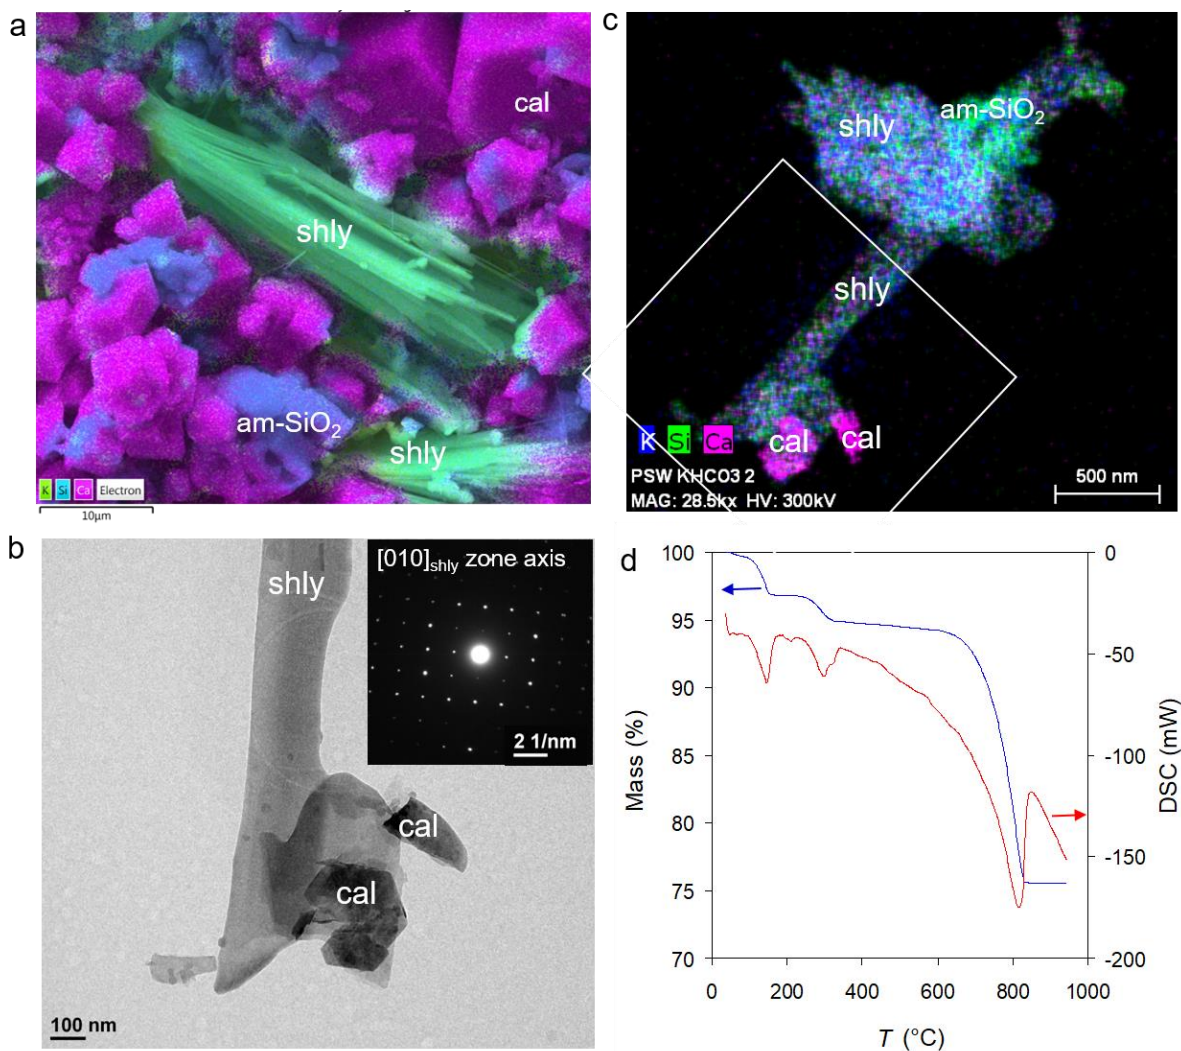 a
cal
shly
am-SiO2
shly
K Si Ca Electron
10µm
c
shly
am-SiO2
shly
cal
cal
K Si Ca
PSW KHCO3 2
MAG: 28.5kx HV: 300kV
500 nm
b
shly
[010]shly zone axis
2 1/nm
cal
cal
100 nm
d
100
95
90
85
80
75
70
Mass (%)
0
-50
-100
-150
-200
DSC (mW)
0 200 400 600 800 1000
T (°C)